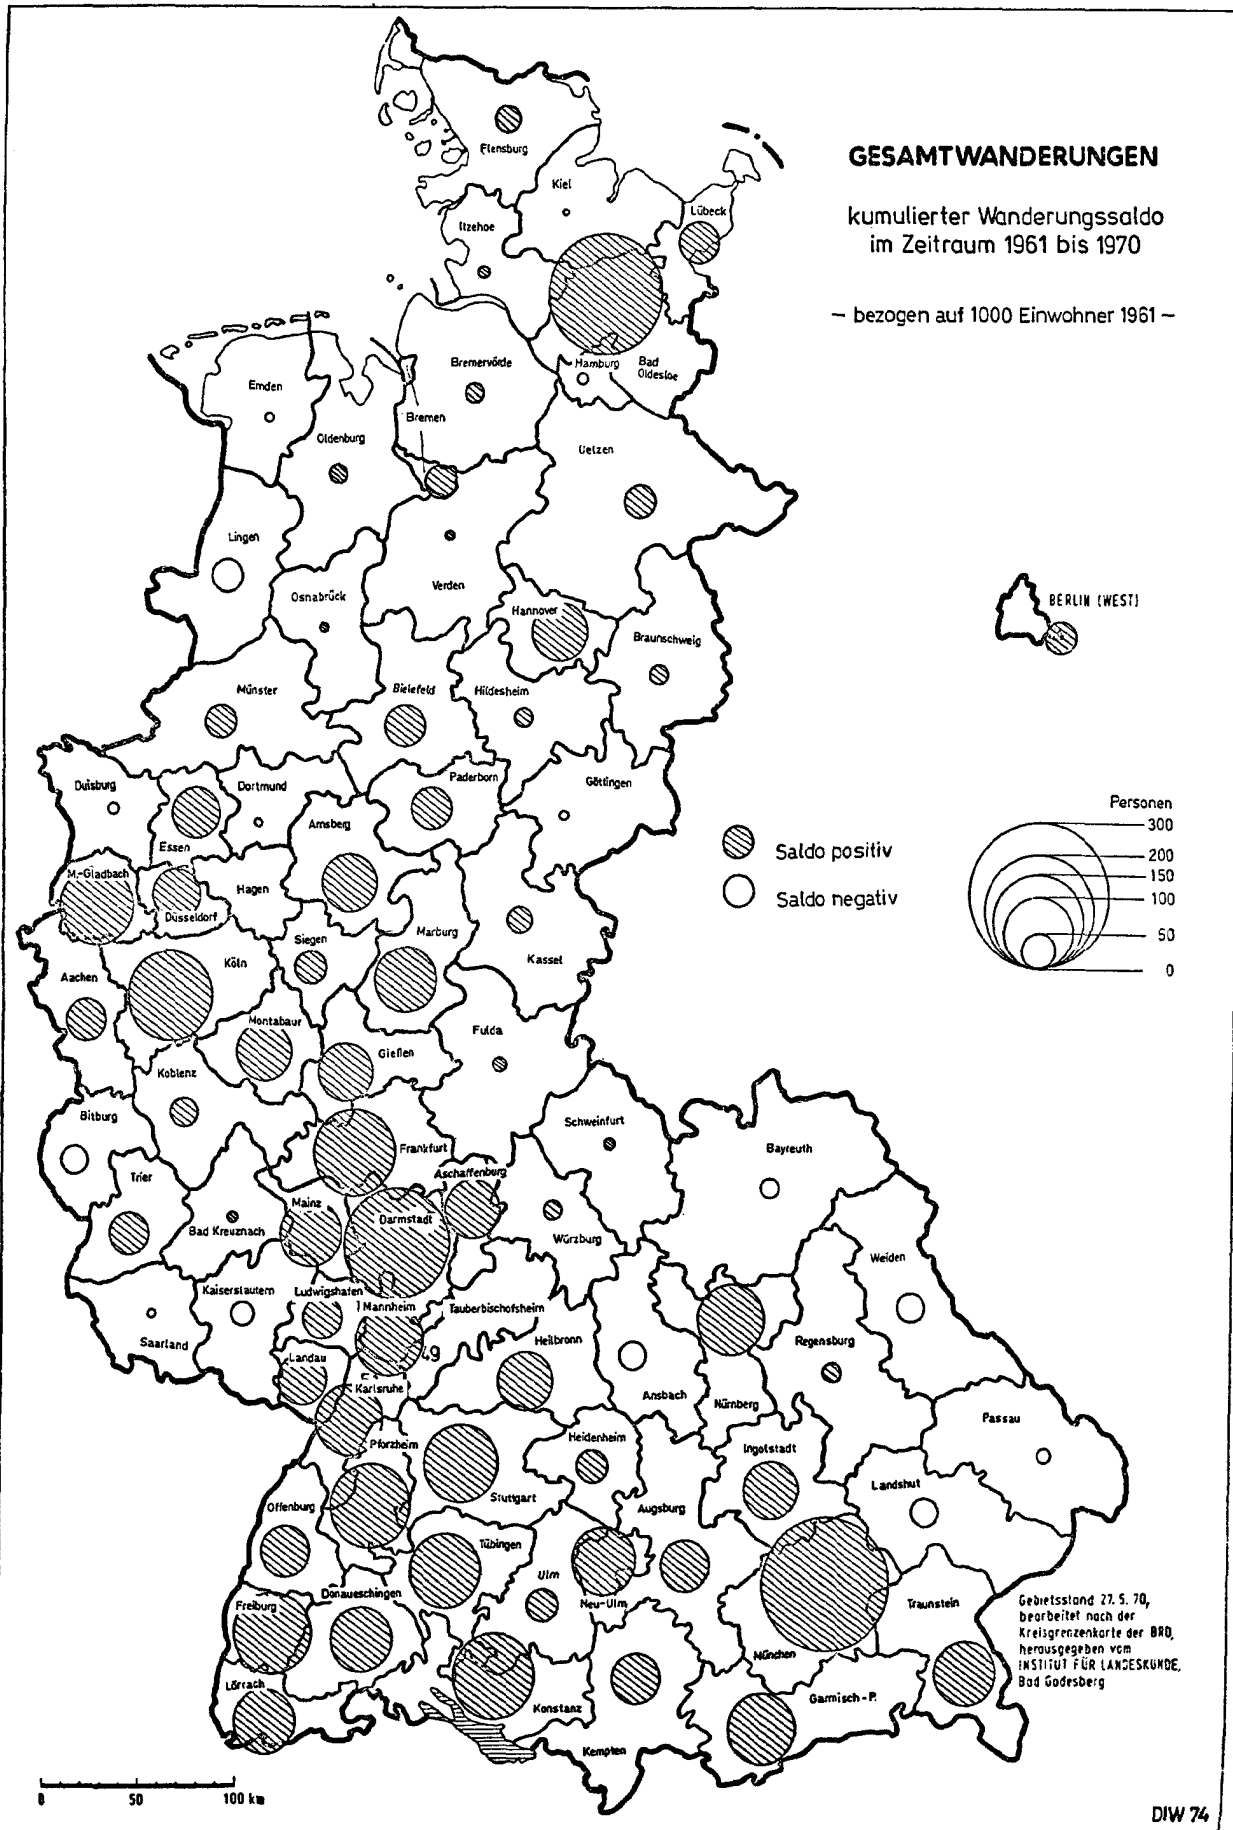 GESAMTWANDERUNGEN
kumulierter Wanderungssaldo
im Zeitraum 1961 bis 1970
– bezogen auf 1000 Einwohner 1961 –
Flensburg
Kiel
Lübeck
Itzehoe
Hamburg
Bad
Oldesloe
Bremervörde
Emden
Bremen
Oldenburg
Uelzen
Lingen
Verden
Osnabrück
Hannover
Braunschweig
BERLIN (WEST)
Münster
Bielefeld
Hildesheim
Duisburg
Dortmund
Paderborn
Göttingen
Arnsberg
Essen
Personen
300
200
150
100
50
0
Saldo positiv
Saldo negativ
M.-Gladbach
Düsseldorf
Hagen
Siegen
Marburg
Kassel
Aachen
Köln
Montabaur
Gießen
Fulda
Koblenz
Bitburg
Schweinfurt
Bayreuth
Trier
Frankfurt
Aschaffenburg
Mainz
Darmstadt
Bad Kreuznach
Würzburg
Weiden
Kaiserslautern
Ludwigshafen
Mannheim
Tauberbischofsheim
Saarland
Heilbronn
Regensburg
49
Landau
Karlsruhe
Ansbach
Nürnberg
Passau
Pforzheim
Heidenheim
Ingolstadt
Landshut
Stuttgart
Offenburg
Augsburg
Tübingen
Ulm
Donaueschingen
Neu-Ulm
Freiburg
Traunstein
München
Lörrach
Konstanz
Garmisch-P.
Kempten
Gebietsstand 27. 5. 70,
bearbeitet nach der
Kreisgrenzenkarte der BRD,
herausgegeben vom
INSTITUT FÜR LANDESKUNDE,
Bad Godesberg
0 50 100 km
DIW 74